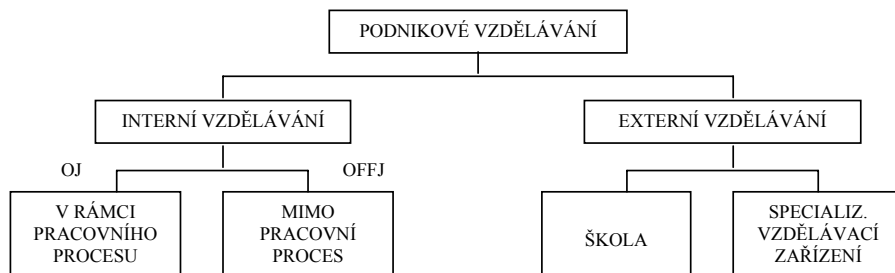 PODNIKOVÉ VZDĚLÁVÁNÍ
INTERNÍ VZDĚLÁVÁNÍ
EXTERNÍ VZDĚLÁVÁNÍ
OJ
OFFJ
V RÁMCI
PRACOVNÍHO
PROCESU
MIMO
PRACOVNÍ
PROCES
ŠKOLA
SPECIALIZ.
VZDĚLÁVACÍ
ZAŘÍZENÍ